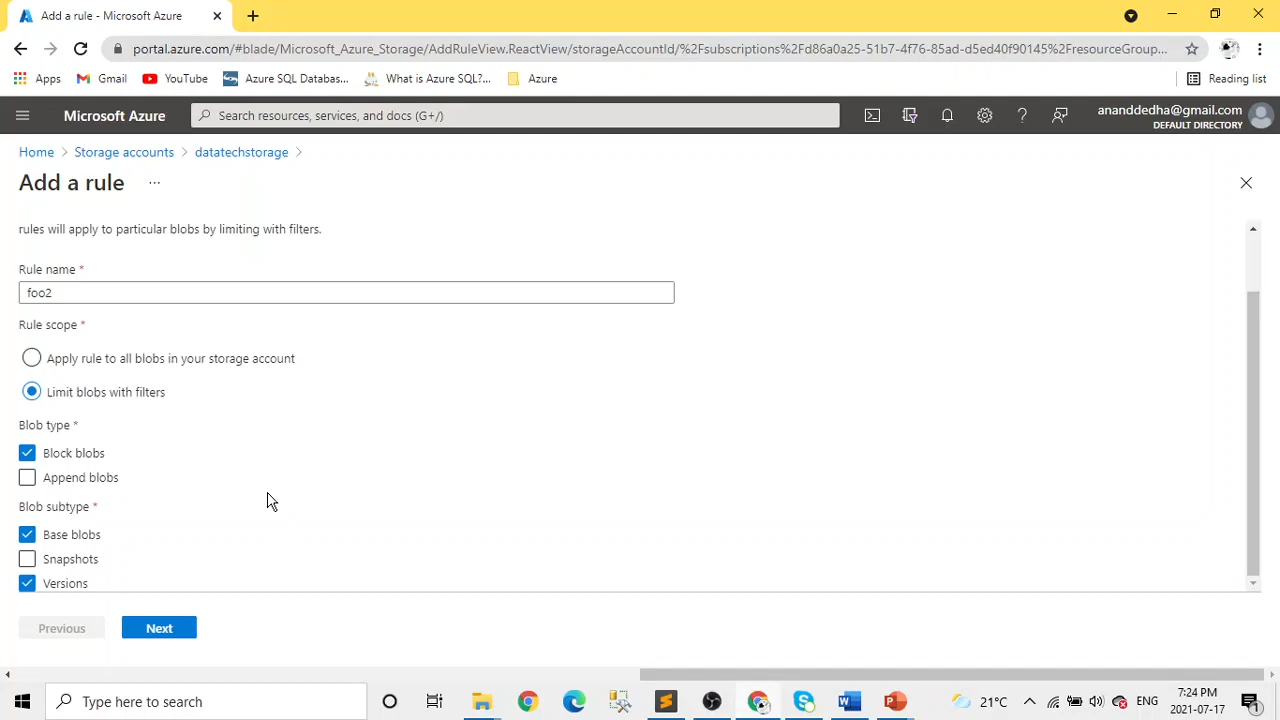 Add a rule - Microsoft Azure
portal.azure.com/#blade/Microsoft_Azure_Storage/AddRuleView.ReactView/storageAccountId/%2Fsubscriptions%2Fd86a0a25-51b7-4f76-85ad-d5ed40f90145%2FresourceGroup...
Apps Gmail YouTube Azure SQL Databas... What is Azure SQL?... Azure Reading list
Microsoft Azure Search resources, services, and docs (G+/) ananddedha@gmail.com
DEFAULT DIRECTORY
Home > Storage accounts > datatechstorage >
Add a rule ...
rules will apply to particular blobs by limiting with filters.
Rule name *
foo2
Rule scope *
Apply rule to all blobs in your storage account
Limit blobs with filters
Blob type *
Block blobs
Append blobs
Blob subtype *
Base blobs
Snapshots
Versions
Previous Next
Type here to search 21°C ENG 7:24 PM
2021-07-17
1